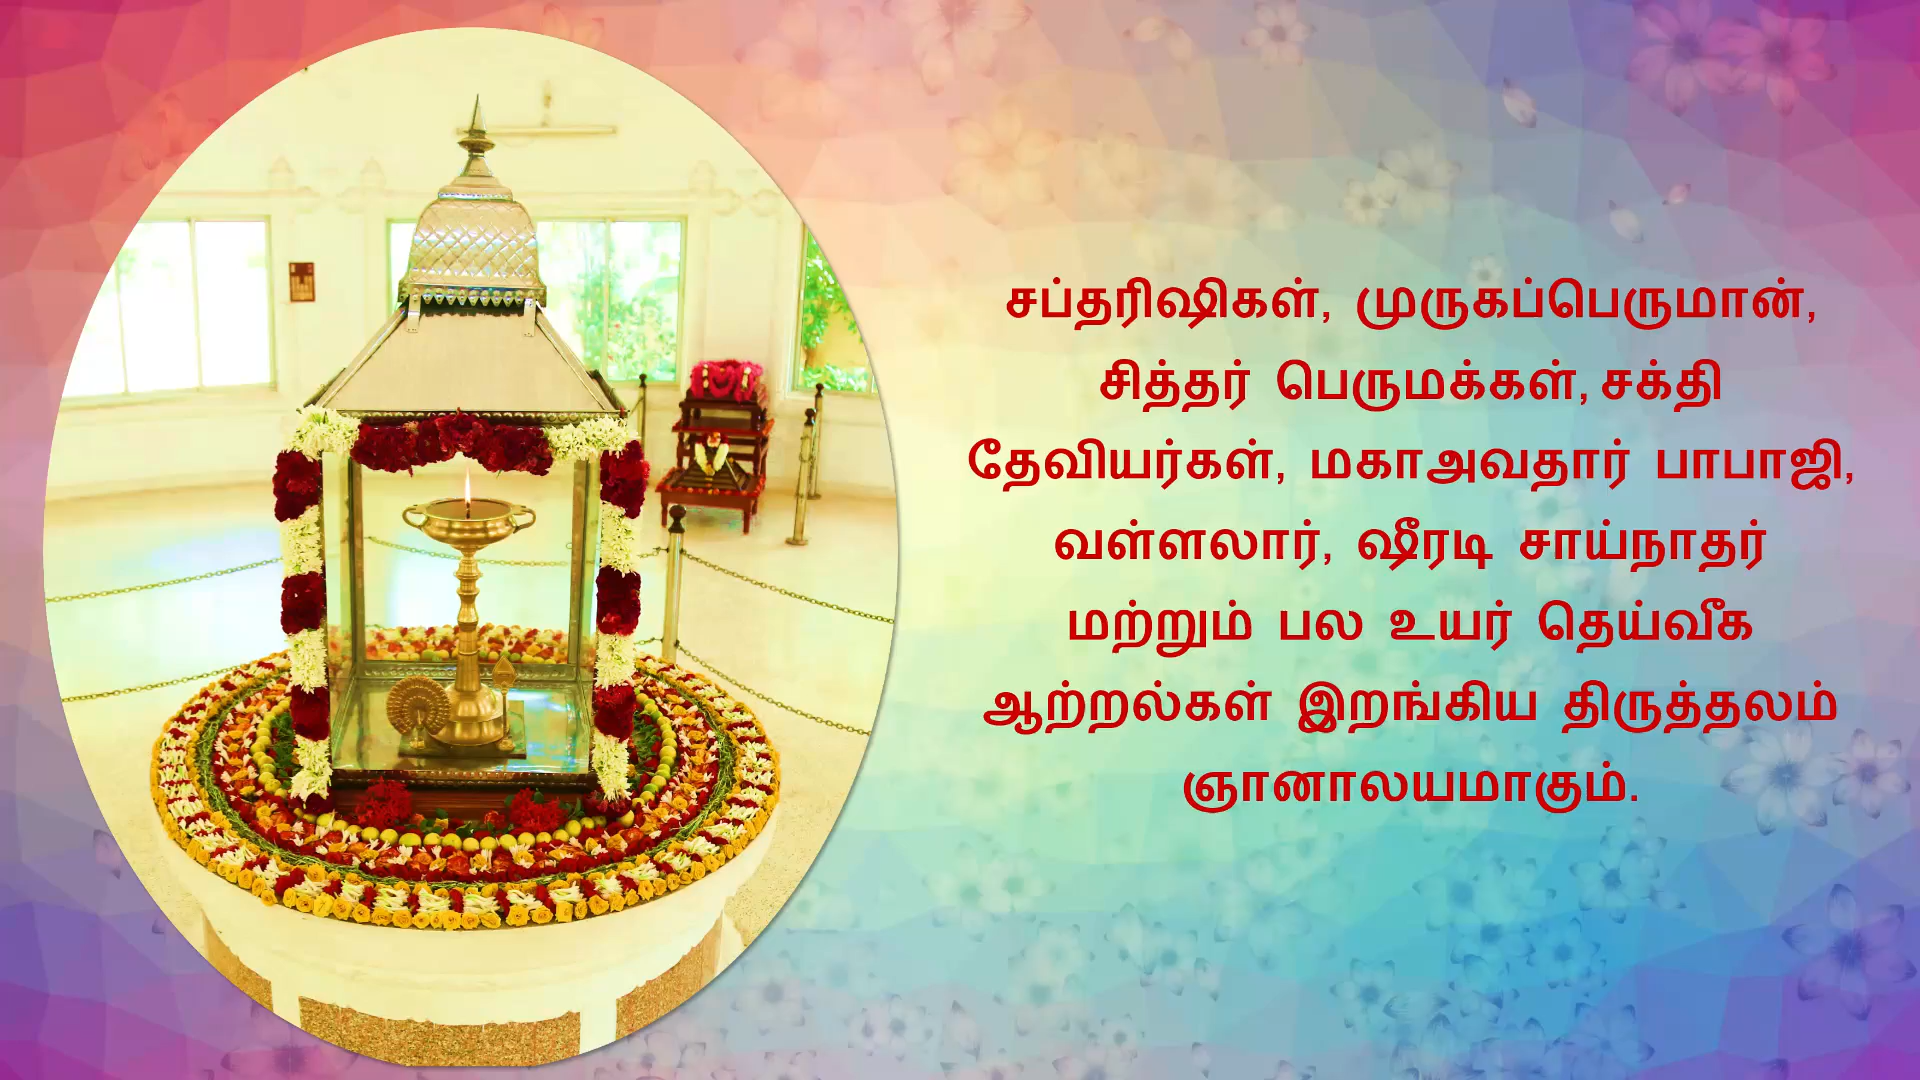 சப்தரிஷிகள், முருகப்பெருமான்,
சித்தர் பெருமக்கள், சக்தி
தேவியர்கள், மகாஅவதார் பாபாஜி,
வள்ளலார், ஷீரடி சாய்நாதர்
மற்றும் பல உயர் தெய்வீக
ஆற்றல்கள் இறங்கிய திருத்தலம்
ஞானாலயமாகும்.